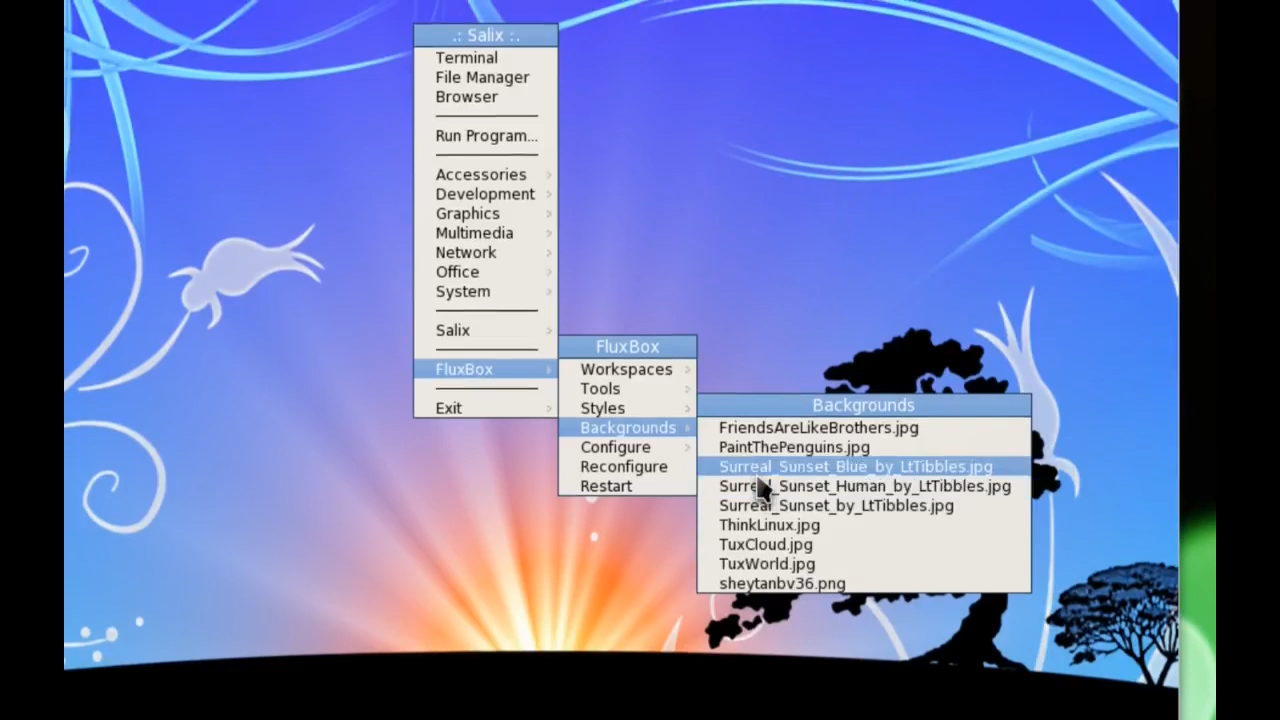 .: Salix :.
Terminal
File Manager
Browser
Run Program...
Accessories
Development
Graphics
Multimedia
Network
Office
System
Salix
FluxBox
Exit
FluxBox
Workspaces
Tools
Styles
Backgrounds
Configure
Reconfigure
Restart
Backgrounds
FriendsAreLikeBrothers.jpg
PaintThePenguins.jpg
Surreal_Sunset_Blue_by_LtTibbles.jpg
Surreal_Sunset_Human_by_LtTibbles.jpg
Surreal_Sunset_by_LtTibbles.jpg
ThinkLinux.jpg
TuxCloud.jpg
TuxWorld.jpg
sheytanbv36.png